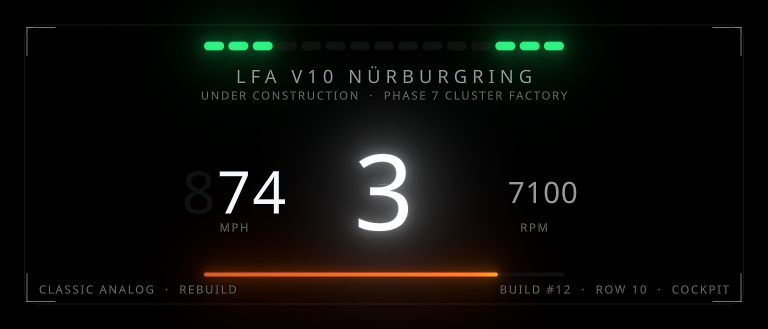 LFA V10 NÜRBURGRING
UNDER CONSTRUCTION · PHASE 7 CLUSTER FACTORY
874
3
7100
MPH
RPM
CLASSIC ANALOG · REBUILD
BUILD #12 · ROW 10 · COCKPIT